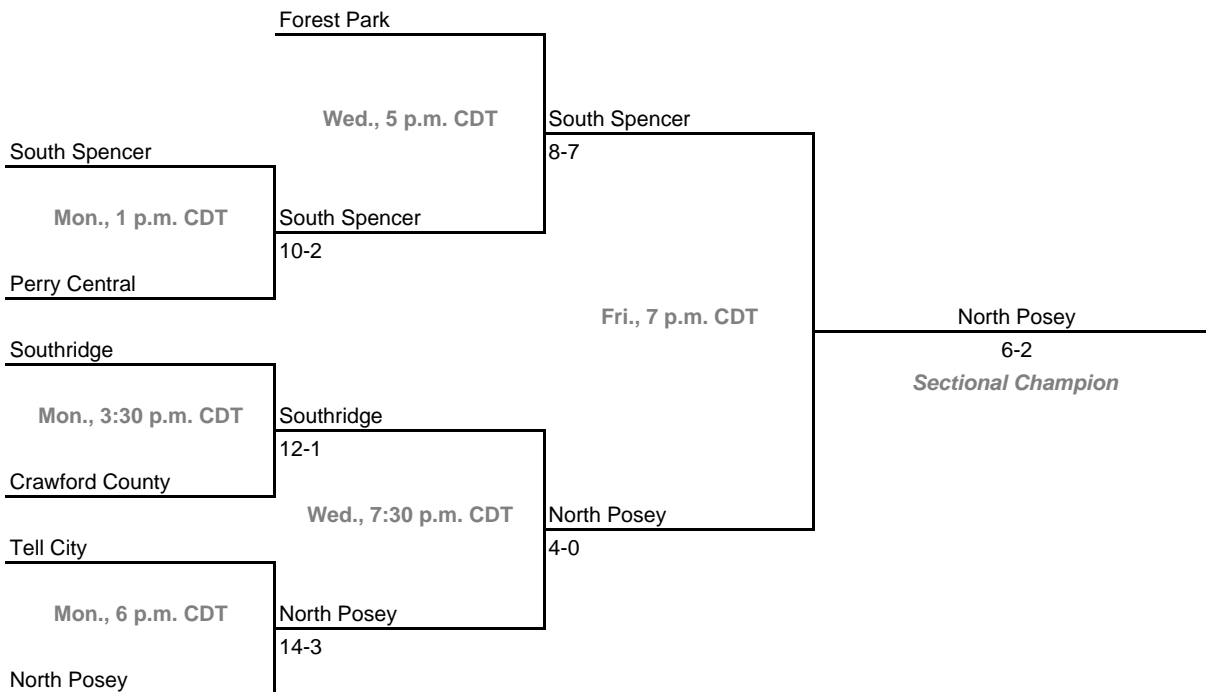 Forest Park
Wed., 5 p.m. CDT
South Spencer
8-7
South Spencer
Mon., 1 p.m. CDT
South Spencer
10-2
Perry Central
Fri., 7 p.m. CDT
North Posey
6-2
Sectional Champion
Southridge
Mon., 3:30 p.m. CDT
Southridge
12-1
Crawford County
Wed., 7:30 p.m. CDT
North Posey
4-0
Tell City
Mon., 6 p.m. CDT
North Posey
14-3
North Posey